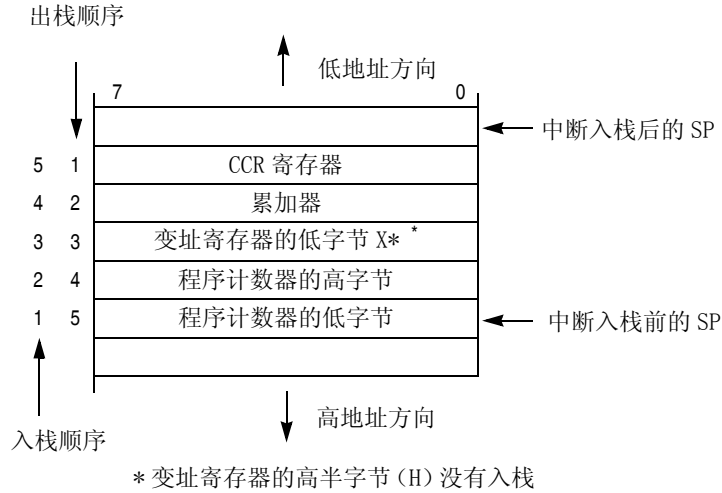 出栈顺序
低地址方向
7 0
中断入栈后的 SP
5 1 CCR 寄存器
4 2 累加器
3 3 变址寄存器的低字节 X* *
2 4 程序计数器的高字节
1 5 程序计数器的低字节
中断入栈前的 SP
高地址方向
入栈顺序
* 变址寄存器的高半字节(H)没有入栈